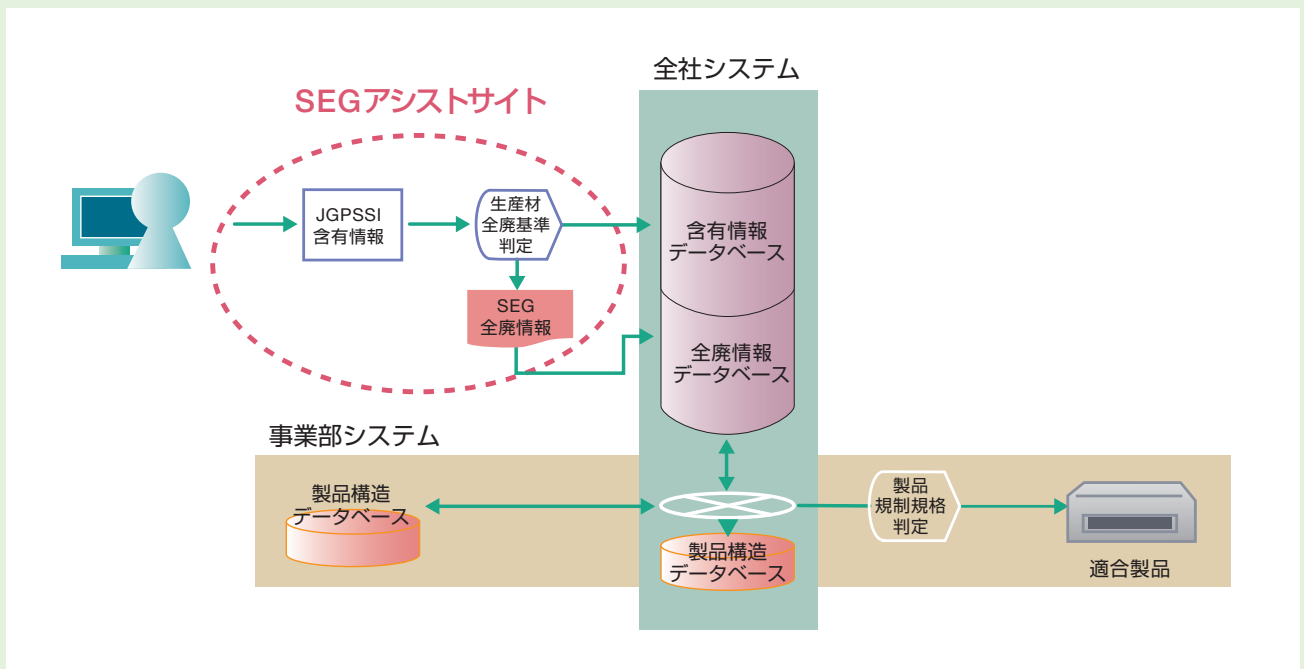 全社システム
SEGアシストサイト
JGPSSI
含有情報
生産材
全廃基準
判定
含有情報
データベース
SEG
全廃情報
全廃情報
データベース
事業部システム
製品構造
データベース
製品
規制規格
判定
製品構造
データベース
適合製品